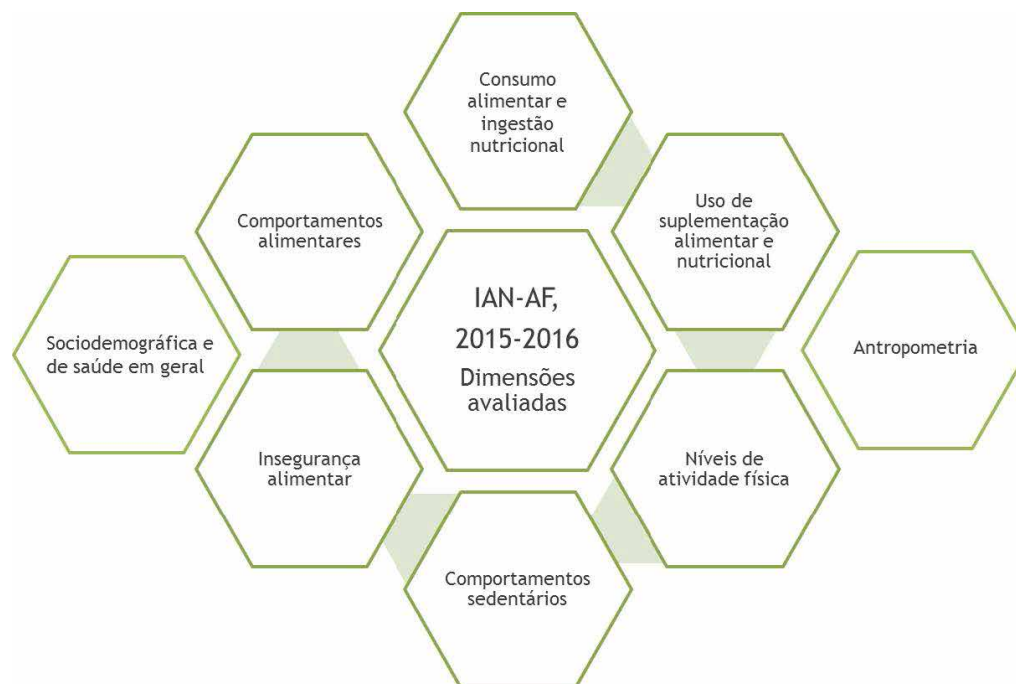 Consumo
alimentar e
ingestão
nutricional
Comportamentos
alimentares
Uso de
suplementação
alimentar e
nutricional
Sociodemográfica e
de saúde em geral
IAN-AF,
2015-2016
Dimensões
avaliadas
Antropometria
Insegurança
alimentar
Níveis de
atividade física
Comportamentos
sedentários